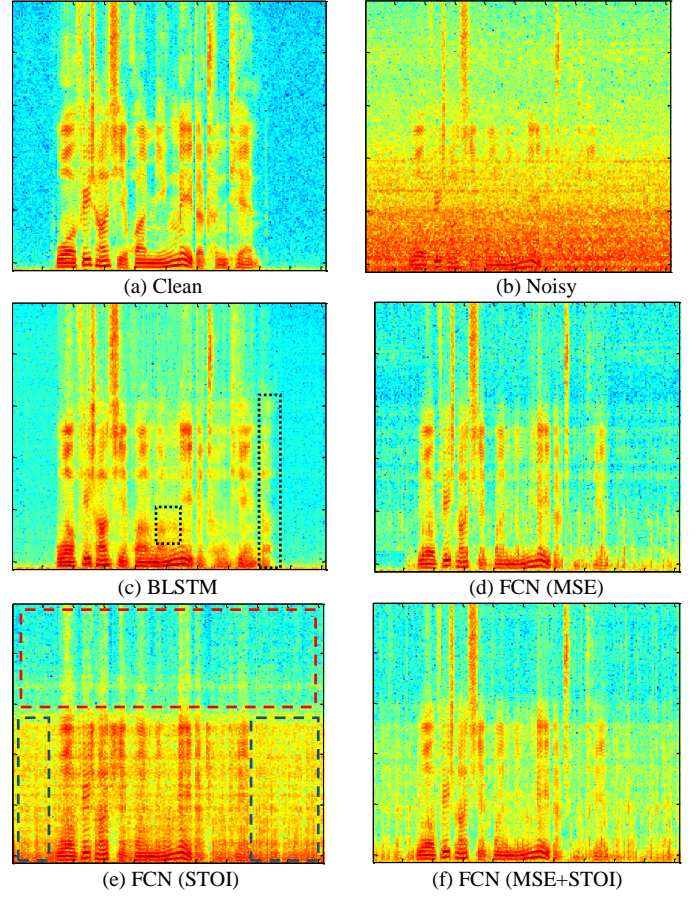 (a) Clean
(b) Noisy
(c) BLSTM
(d) FCN (MSE)
(e) FCN (STOI)
(f) FCN (MSE+STOI)